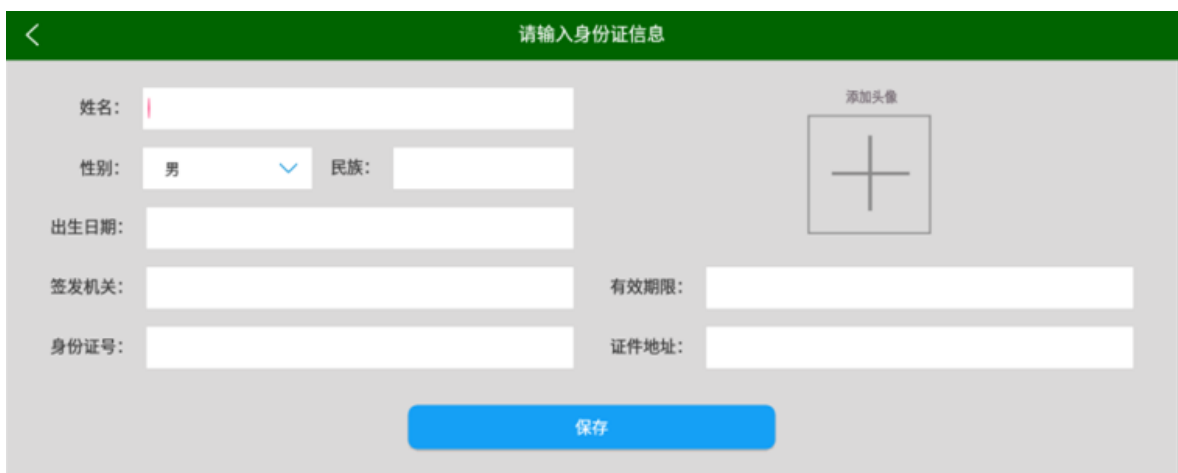 请输入身份证信息
姓名：
添加头像
性别： 男 民族：
出生日期：
签发机关： 有效期限：
身份证号： 证件地址：
保存